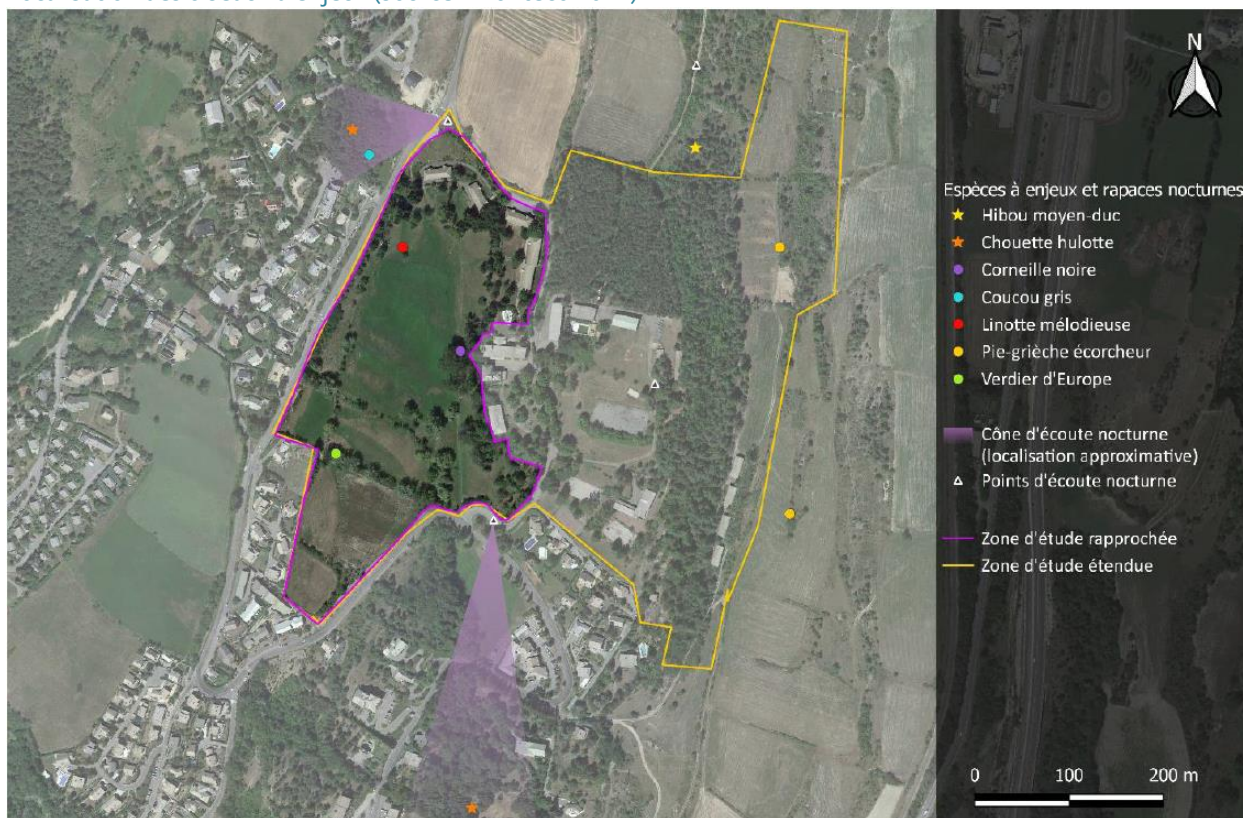 N
Espèces à enjeux et rapaces nocturnes
Hibou moyen-duc
Chouette hulotte
Corneille noire
Coucou gris
Linotte mélodieuse
Pie-grièche écorcheur
Verdier d'Europe
Cône d'écoute nocturne
(localisation approximative)
Points d'écoute nocturne
Zone d'étude rapprochée
Zone d'étude étendue
0 100 200 m